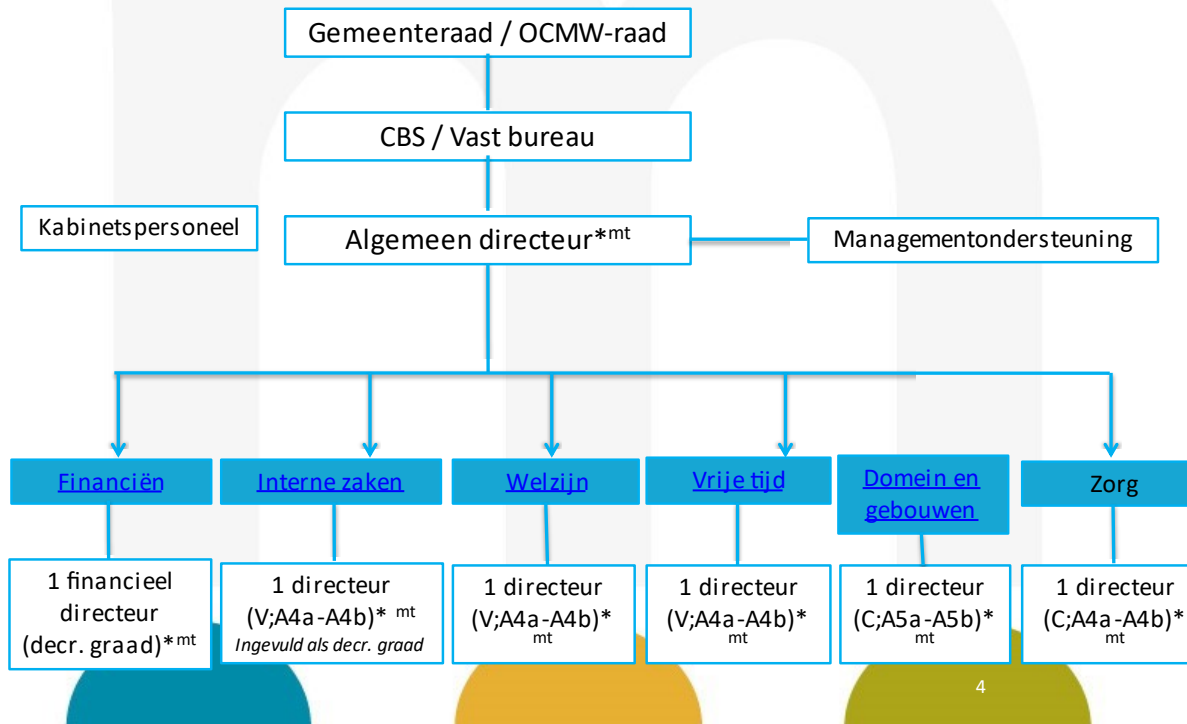 Gemeenteraad / OCMW-raad
CBS / Vast bureau
Kabinetspersoneel
Algemeen directeur*mt
Managementondersteuning
Financiën
Interne zaken
Welzijn
Vrije tijd
Domein en
gebouwen
Zorg
1 financieel
directeur
(decr. graad)*mt
1 directeur
(V;A4a-A4b)* mt
Ingevuld als decr. graad
1 directeur
(V;A4a-A4b)*
mt
1 directeur
(V;A4a-A4b)*
mt
1 directeur
(C;A5a-A5b)*
mt
1 directeur
(C;A4a-A4b)*
mt
4